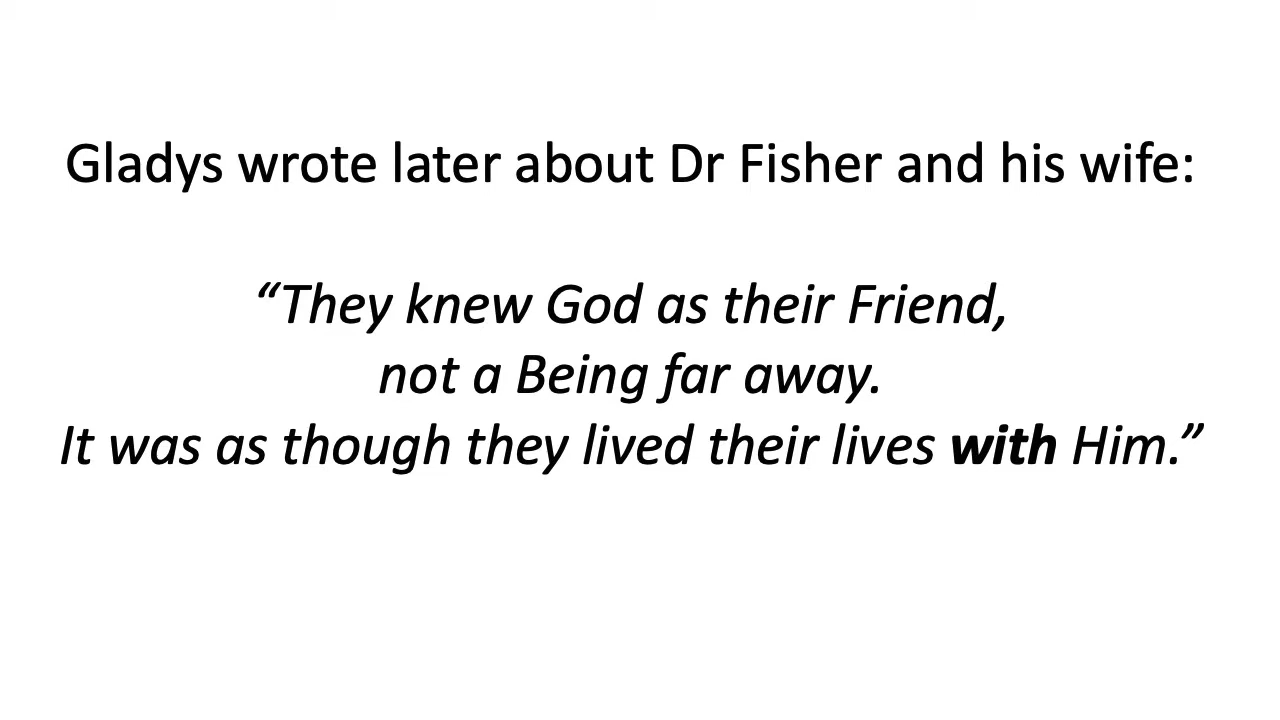 Gladys wrote later about Dr Fisher and his wife:
“They knew God as their Friend,
not a Being far away.
It was as though they lived their lives with Him.”